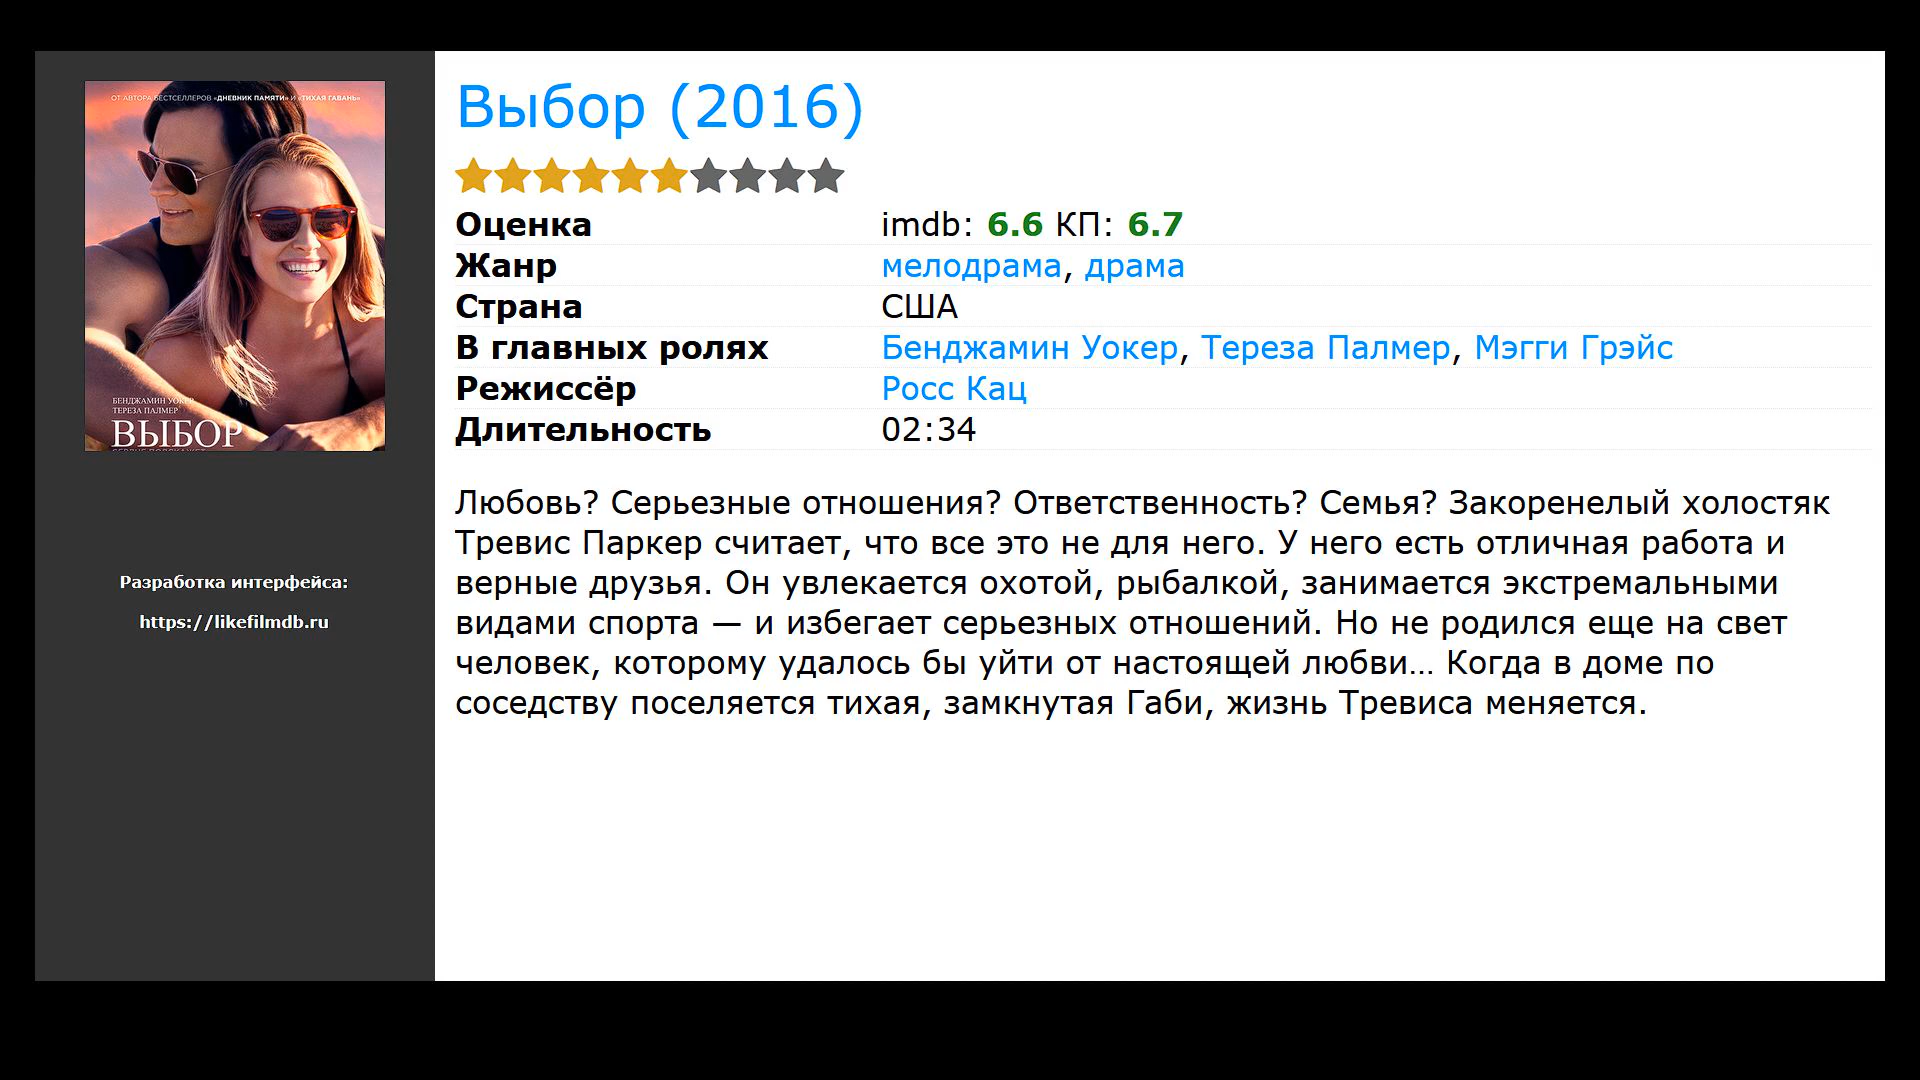 ОТ АВТОРА БЕСТСЕЛЛЕРОВ «ДНЕВНИК ПАМЯТИ» И «ТИХАЯ ГАВАНЬ»
БЕНДЖАМИН УОКЕР
ТЕРЕЗА ПАЛМЕР
ВЫБОР
Разработка интерфейса:
https://likefilmdb.ru
Выбор (2016)
Оценка imdb: 6.6 КП: 6.7
Жанр мелодрама, драма
Страна США
В главных ролях Бенджамин Уокер, Тереза Палмер, Мэгги Грэйс
Режиссёр Росс Кац
Длительность 02:34
Любовь? Серьезные отношения? Ответственность? Семья? Закоренелый холостяк
Тревис Паркер считает, что все это не для него. У него есть отличная работа и
верные друзья. Он увлекается охотой, рыбалкой, занимается экстремальными
видами спорта — и избегает серьезных отношений. Но не родился еще на свет
человек, которому удалось бы уйти от настоящей любви… Когда в доме по
соседству поселяется тихая, замкнутая Габи, жизнь Тревиса меняется.